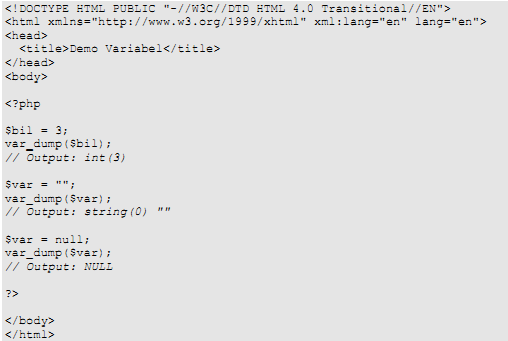 <!DOCTYPE HTML PUBLIC "-//W3C//DTD HTML 4.0 Transitional//EN">
<html xmlns="http://www.w3.org/1999/xhtml" xml:lang="en" lang="en">
<head>
  <title>Demo Variabel</title>
</head>
<body>

<?php

$bil = 3;
var_dump($bil);
// Output: int(3)

$var = "";
var_dump($var);
// Output: string(0) ""

$var = null;
var_dump($var);
// Output: NULL

?>

</body>
</html>